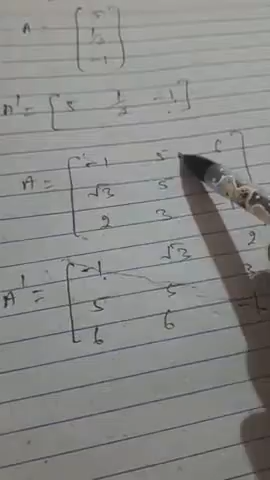 A = [ 5
1/2
-1 ]
A' = [ 5 1/2 -1 ]
A = [ -1 5 6
√3 5
2 3 ]
A' = [ -1 √3 2
5 5 3
6 6 -1